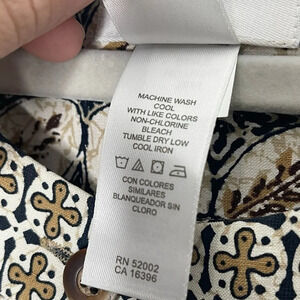 MACHINE WASH
COOL
WITH LIKE COLORS
NON-CHLORINE
BLEACH
TUMBLE DRY LOW
COOL IRON
CON COLORES
SIMILARES
BLANQUEADOR SIN
CLORO
RN 52002
CA 16396